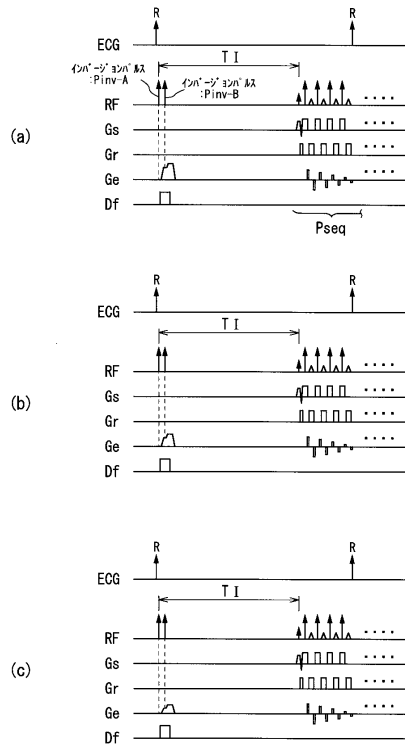 R R
ECG
TI
インバージョンパルス
:Pinv-A
インバージョンパルス
:Pinv-B
RF
(a)
Gs
Gr
Ge
Df
Pseq
R R
ECG
TI
RF
(b)
Gs
Gr
Ge
Df
R R
ECG
TI
RF
(c)
Gs
Gr
Ge
Df